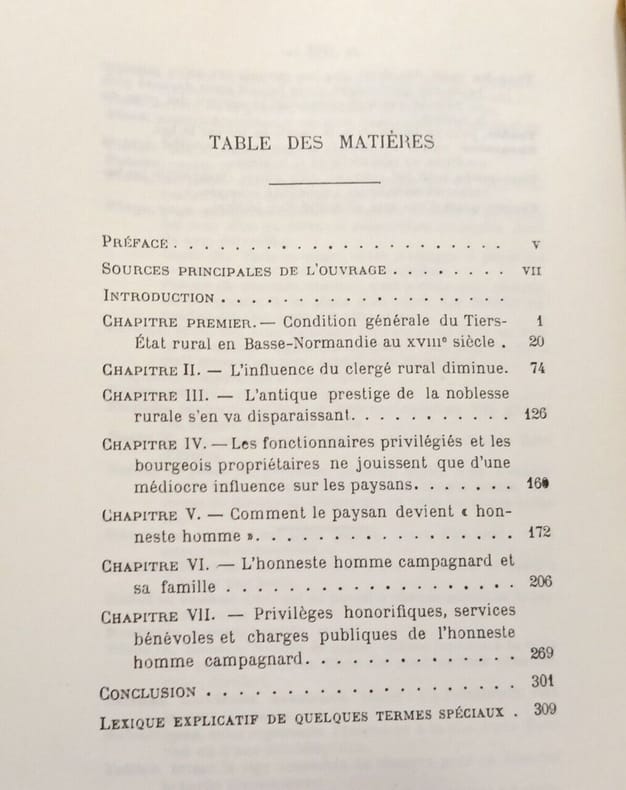 TABLE DES MATIÈRES
PRÉFACE . . . . . . . . . . . . . . . . . . . . . . V
SOURCES PRINCIPALES DE L'OUVRAGE . . . . . . . . VII
INTRODUCTION . . . . . . . . . . . . . . . . . . .
CHAPITRE PREMIER. — Condition générale du Tiers- 1
État rural en Basse-Normandie au XVIIIe siècle . 20
CHAPITRE II. — L'influence du clergé rural diminue. 74
CHAPITRE III. — L'antique prestige de la noblesse
rurale s'en va disparaissant. . . . . . . . . . . 126
CHAPITRE IV. — Les fonctionnaires privilégiés et les
bourgeois propriétaires ne jouissent que d'une
médiocre influence sur les paysans. . . . . . .
CHAPITRE V. — Comment le paysan devient « hon-
neste homme ». . . . . . . . . . . . . . . . . 172
CHAPITRE VI. — L'honneste homme campagnard et
sa famille . . . . . . . . . . . . . . . . . . . 206
CHAPITRE VII. — Privilèges honorifiques, services
bénévoles et charges publiques de l'honneste
homme campagnard. . . . . . . . . . . . . . 269
CONCLUSION . . . . . . . . . . . . . . . . . . . . 301
LEXIQUE EXPLICATIF DE QUELQUES TERMES SPÉCIAUX . 309